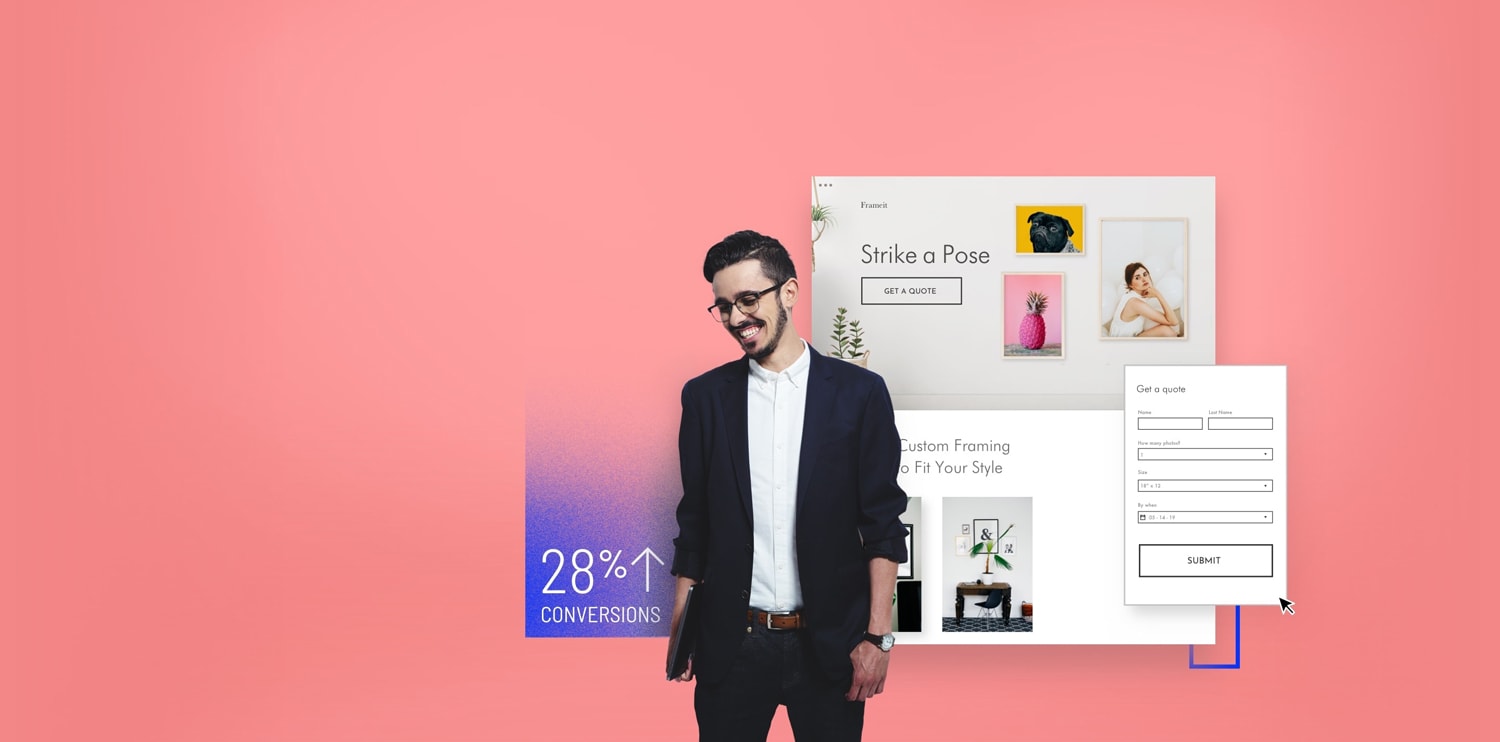 Frameit
Strike a Pose
GET A QUOTE
28%↑
CONVERSIONS
Custom Framing
o Fit Your Style
&
Get a quote
Name
Last Name
How many photos?
1
Size
18" x 12
By when
05 - 14 - 19
SUBMIT